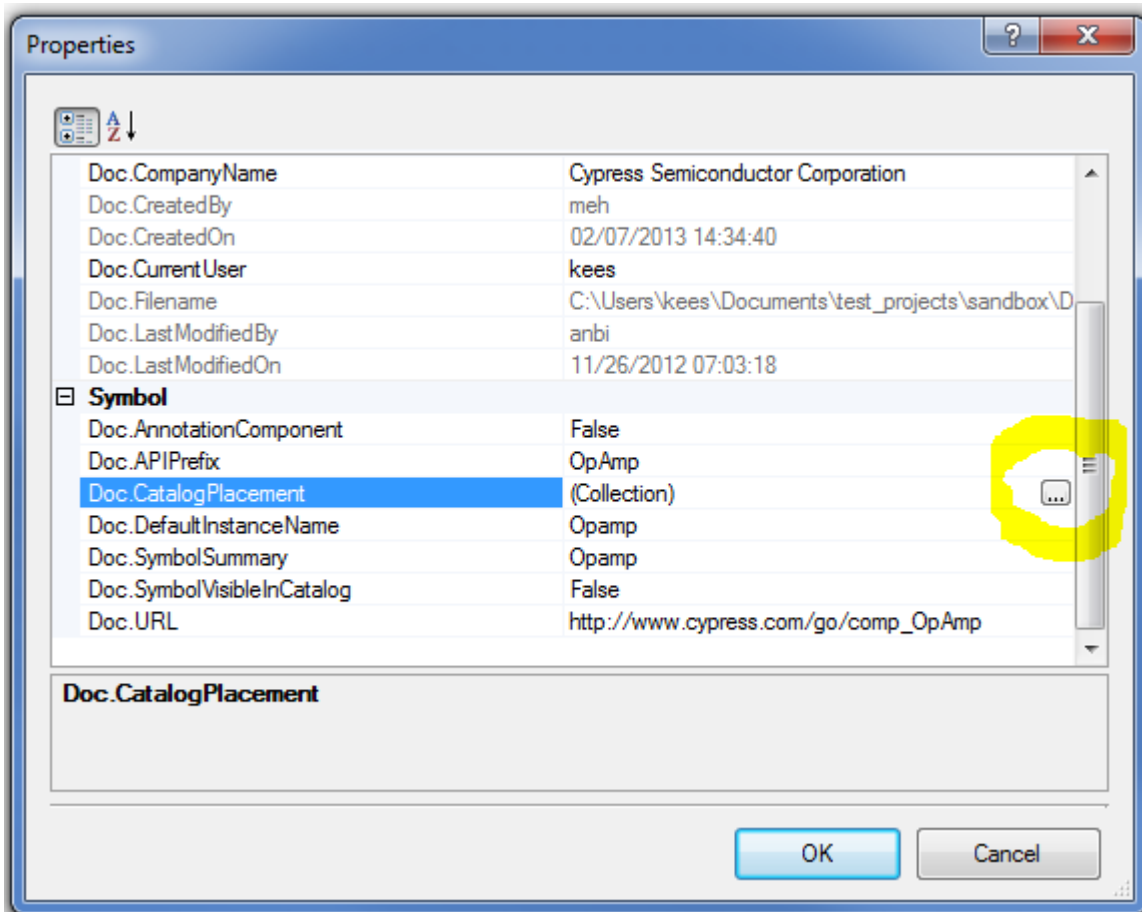 Properties
Doc.CompanyName Cypress Semiconductor Corporation
Doc.CreatedBy meh
Doc.CreatedOn 02/07/2013 14:34:40
Doc.CurrentUser kees
Doc.Filename C:\Users\kees\Documents\test_projects\sandbox\D
Doc.LastModifiedBy anbi
Doc.LastModifiedOn 11/26/2012 07:03:18
Symbol
Doc.AnnotationComponent False
Doc.APIPrefix OpAmp
Doc.CatalogPlacement (Collection) ...
Doc.DefaultInstanceName Opamp
Doc.SymbolSummary Opamp
Doc.SymbolVisibleInCatalog False
Doc.URL http://www.cypress.com/go/comp_OpAmp
Doc.CatalogPlacement
OK Cancel